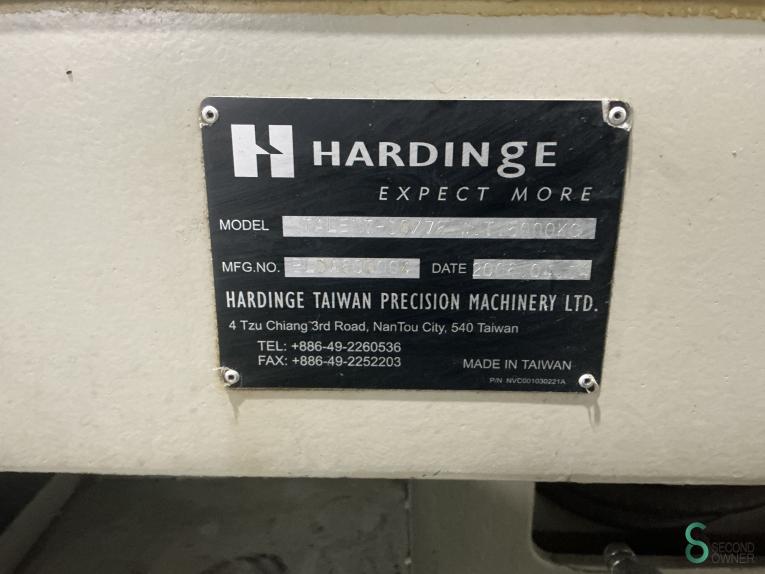 HARDINgE
EXPECT MORE
MODEL 5000KG
MFG.NO. DATE
HARDINGE TAIWAN PRECISION MACHINERY LTD.
4 Tzu Chiang 3rd Road, NanTou City, 540 Taiwan
TEL: +886-49-2260536
FAX: +886-49-2252203
MADE IN TAIWAN
P/N NVC001030221A
SECOND
OWNER